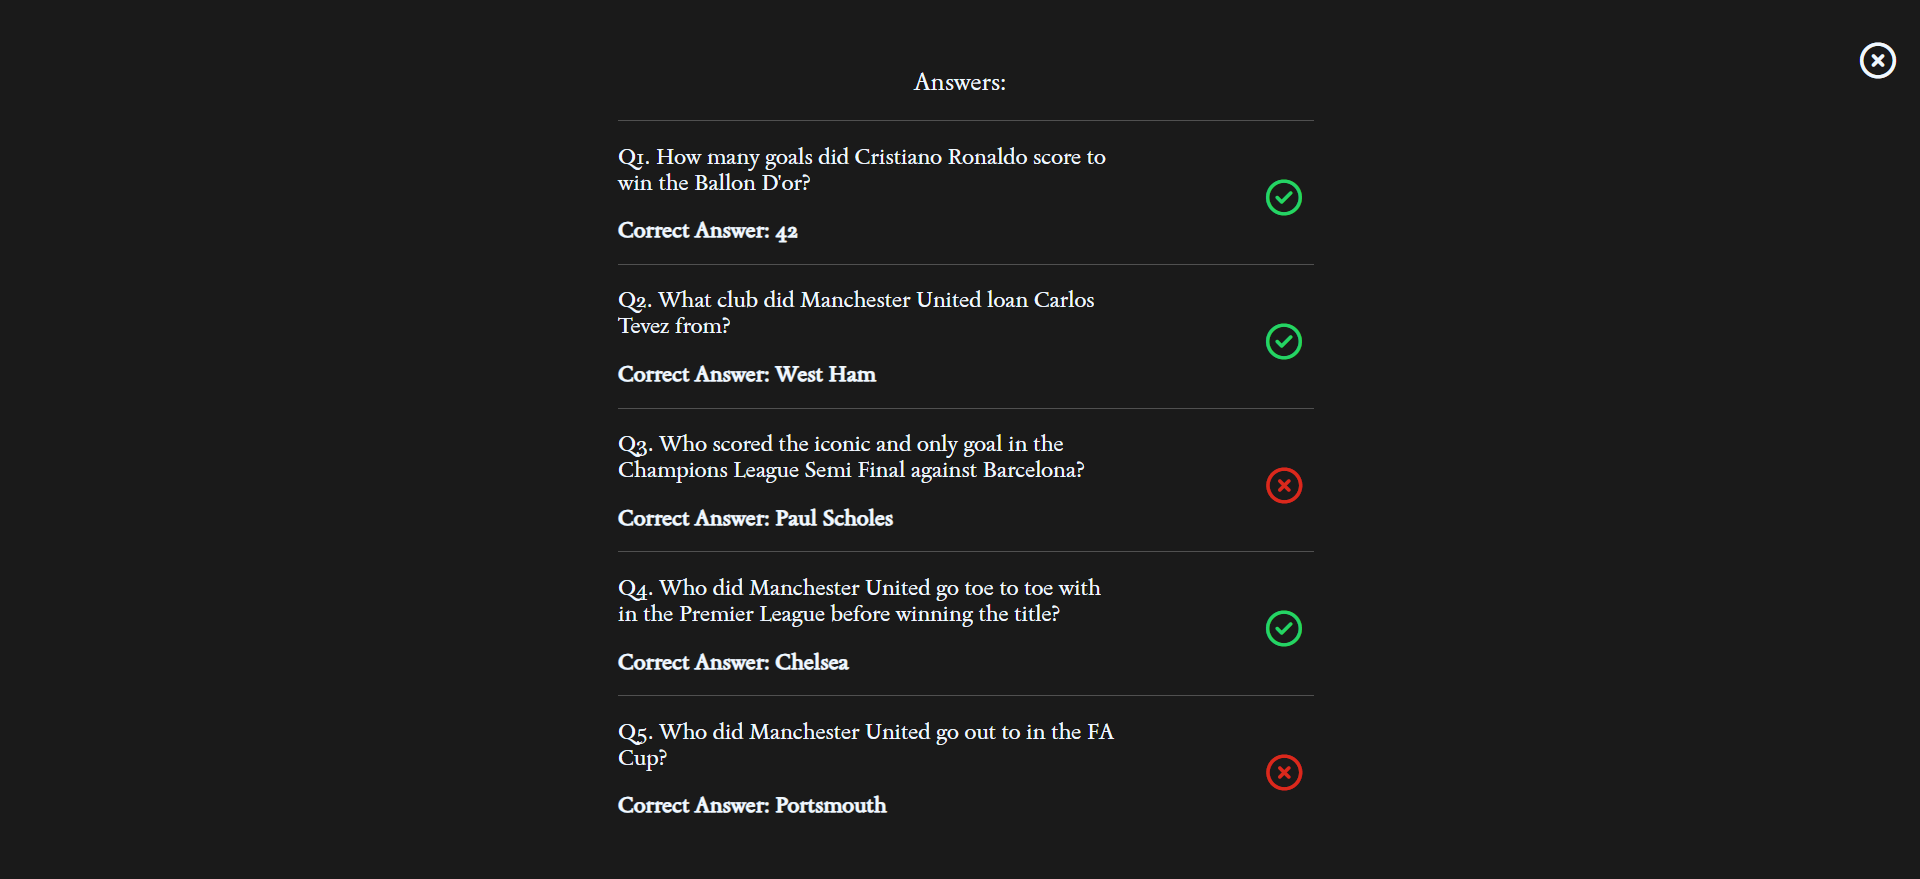 Answers:
Q1. How many goals did Cristiano Ronaldo score to
win the Ballon D'or?
Correct Answer: 42
Q2. What club did Manchester United loan Carlos
Tevez from?
Correct Answer: West Ham
Q3. Who scored the iconic and only goal in the
Champions League Semi Final against Barcelona?
Correct Answer: Paul Scholes
Q4. Who did Manchester United go toe to toe with
in the Premier League before winning the title?
Correct Answer: Chelsea
Q5. Who did Manchester United go out to in the FA
Cup?
Correct Answer: Portsmouth